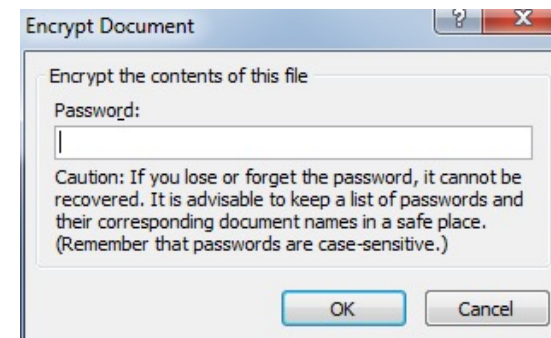 Encrypt Document
Encrypt the contents of this file
Password:
Caution: If you lose or forget the password, it cannot be
recovered. It is advisable to keep a list of passwords and
their corresponding document names in a safe place.
(Remember that passwords are case-sensitive.)
OK Cancel